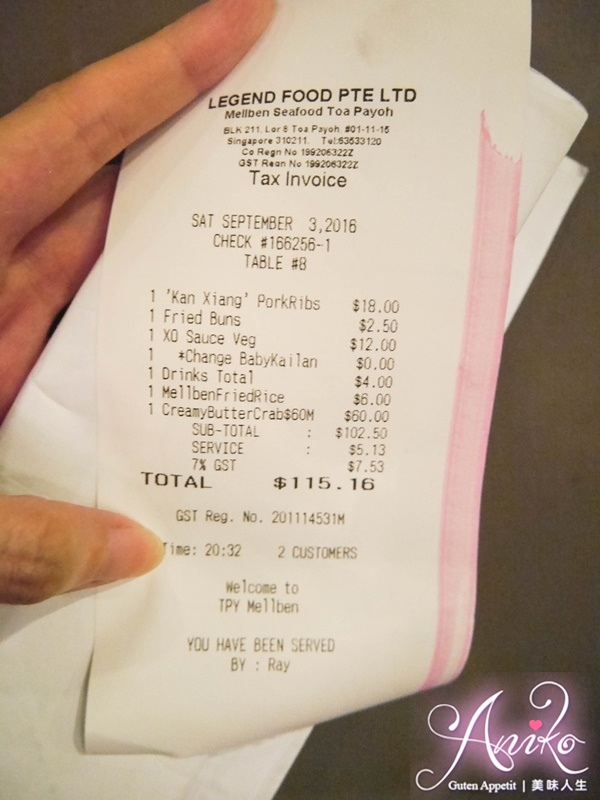 LEGEND FOOD PTE LTD
Mellben Seafood Toa Payoh
BLK 211, Lor 8 Toa Payoh, #01-11-15
Singapore 310211. Tel:63533120
Co Regn No 199206322Z
GST Regn No 199206322Z
Tax Invoice
SAT SEPTEMBER 3,2016
CHECK #166256-1
TABLE #8
1 'Kan Xiang' PorkRibs $18.00
1 Fried Buns $2.50
1 XO Sauce Veg $12.00
1 *Change BabyKailan $0.00
1 Drinks Total $4.00
1 MellbenFriedRice $6.00
1 CreamyButterCrab$60M $60.00
SUB-TOTAL : $102.50
SERVICE : $5.13
7% GST $7.53
TOTAL $115.16
GST Reg. No. 201114531M
Time: 20:32 2 CUSTOMERS
Welcome to
TPY Mellben
YOU HAVE BEEN SERVED
BY : Ray
Aniko
Guten Appetit | 美味人生